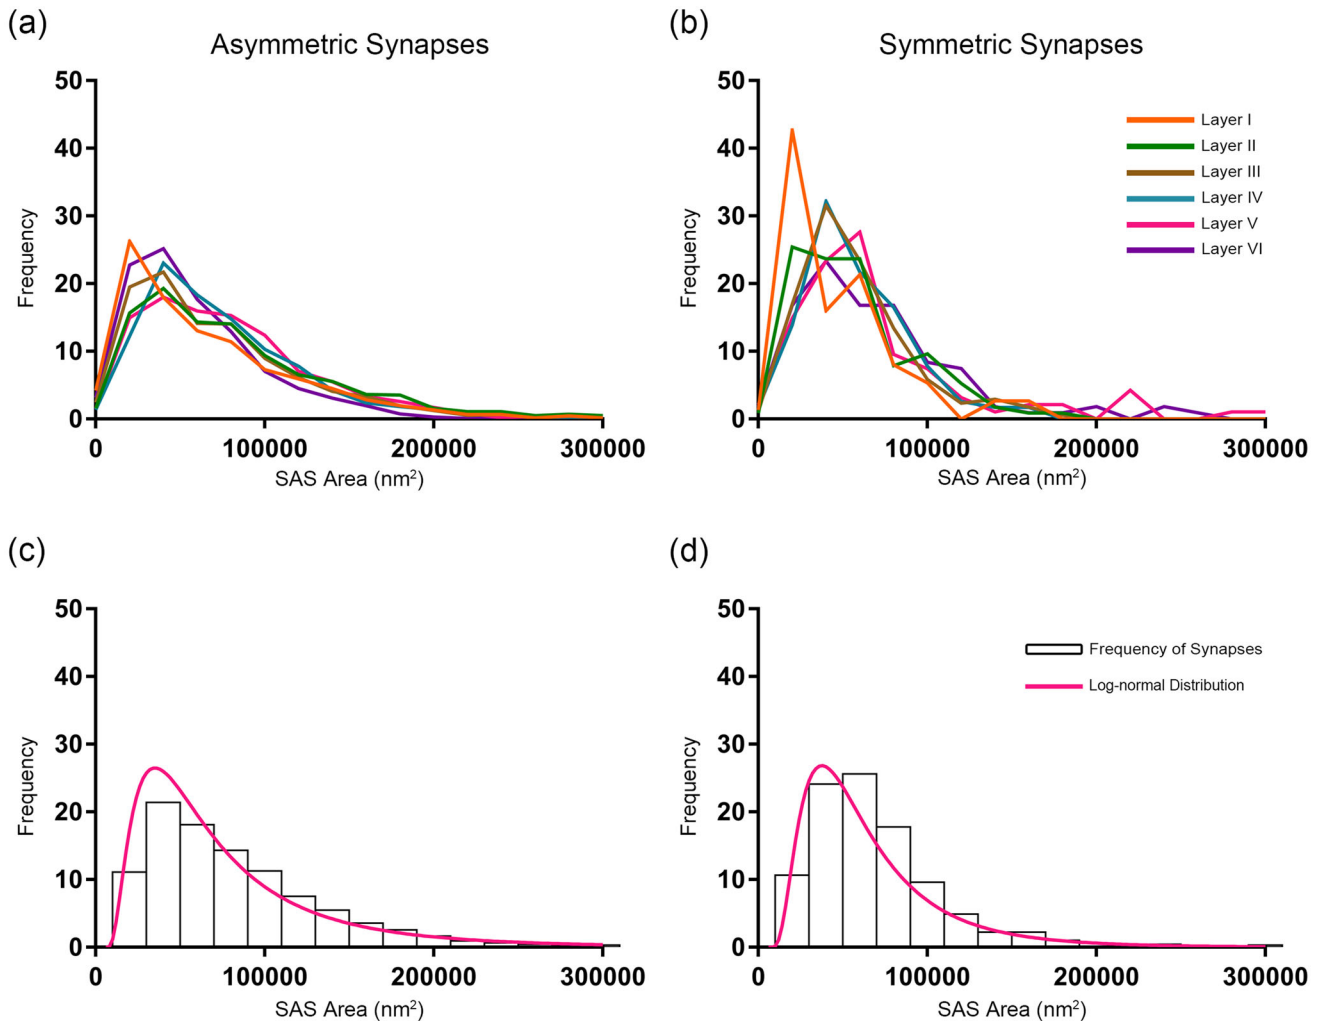 (a)
Asymmetric Synapses
50
40
30
20
10
0
Frequency
0 100000 200000 300000
SAS Area (nm²)
(b)
Symmetric Synapses
50
40
30
20
10
0
Frequency
Layer I
Layer II
Layer III
Layer IV
Layer V
Layer VI
0 100000 200000 300000
SAS Area (nm²)
(c)
50
40
30
20
10
0
Frequency
0 100000 200000 300000
SAS Area (nm²)
(d)
50
40
30
20
10
0
Frequency
Frequency of Synapses
Log-normal Distribution
0 100000 200000 300000
SAS Area (nm²)